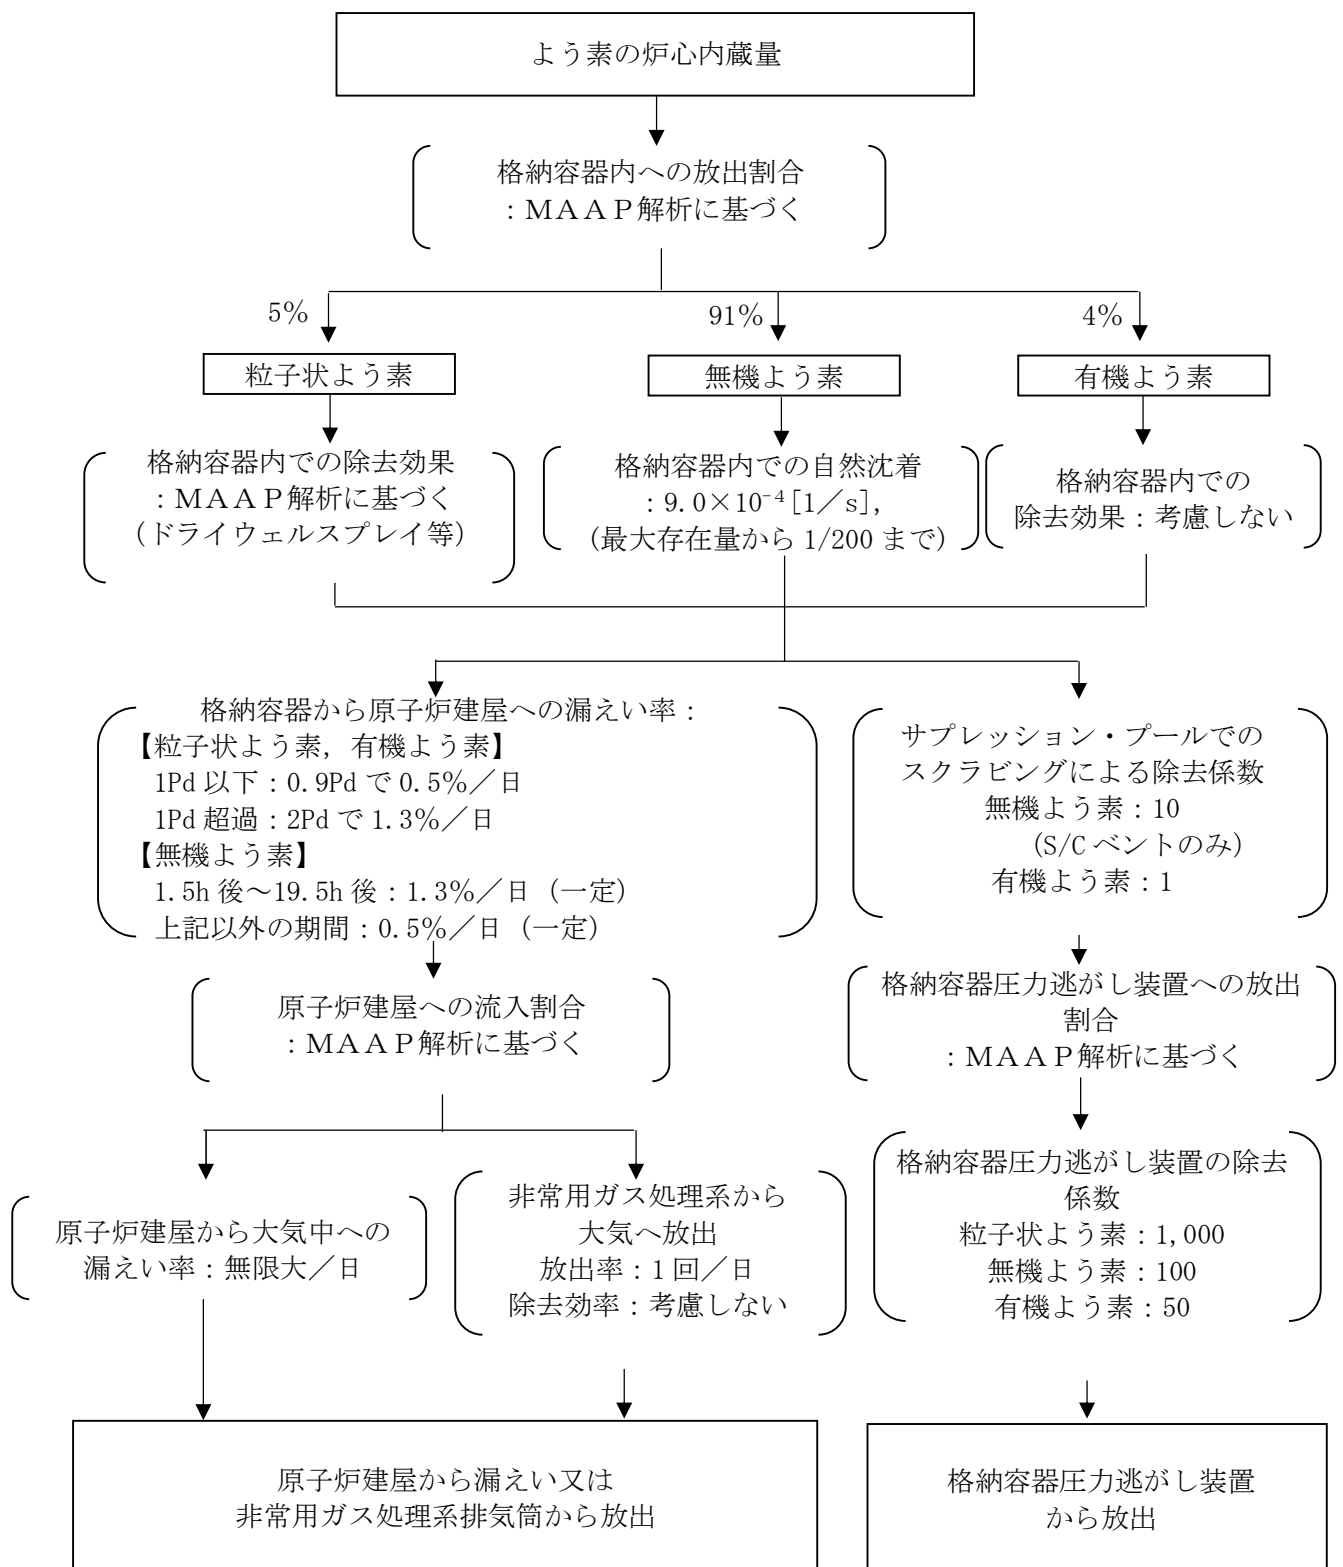 よう素の炉心内蔵量
格納容器内への放出割合
：ＭＡＡＰ解析に基づく
5%
91%
4%
粒子状よう素
無機よう素
有機よう素
格納容器内での除去効果
：ＭＡＡＰ解析に基づく
（ドライウェルスプレイ等）
格納容器内での自然沈着
：9.0×10⁻⁴[1／s],
（最大存在量から 1/200 まで）
格納容器内での
除去効果：考慮しない
格納容器から原子炉建屋への漏えい率：
【粒子状よう素，有機よう素】
1Pd 以下：0.9Pd で 0.5%／日
1Pd 超過：2Pd で 1.3%／日
【無機よう素】
1.5h 後～19.5h 後：1.3%／日（一定）
上記以外の期間：0.5%／日（一定）
サプレッション・プールでの
スクラビングによる除去係数
無機よう素：10
（S/C ベントのみ）
有機よう素：1
原子炉建屋への流入割合
：ＭＡＡＰ解析に基づく
格納容器圧力逃がし装置への放出
割合
：ＭＡＡＰ解析に基づく
原子炉建屋から大気中への
漏えい率：無限大／日
非常用ガス処理系から
大気へ放出
放出率：1 回／日
除去効率：考慮しない
格納容器圧力逃がし装置の除去
係数
粒子状よう素：1,000
無機よう素：100
有機よう素：50
原子炉建屋から漏えい又は
非常用ガス処理系排気筒から放出
格納容器圧力逃がし装置
から放出